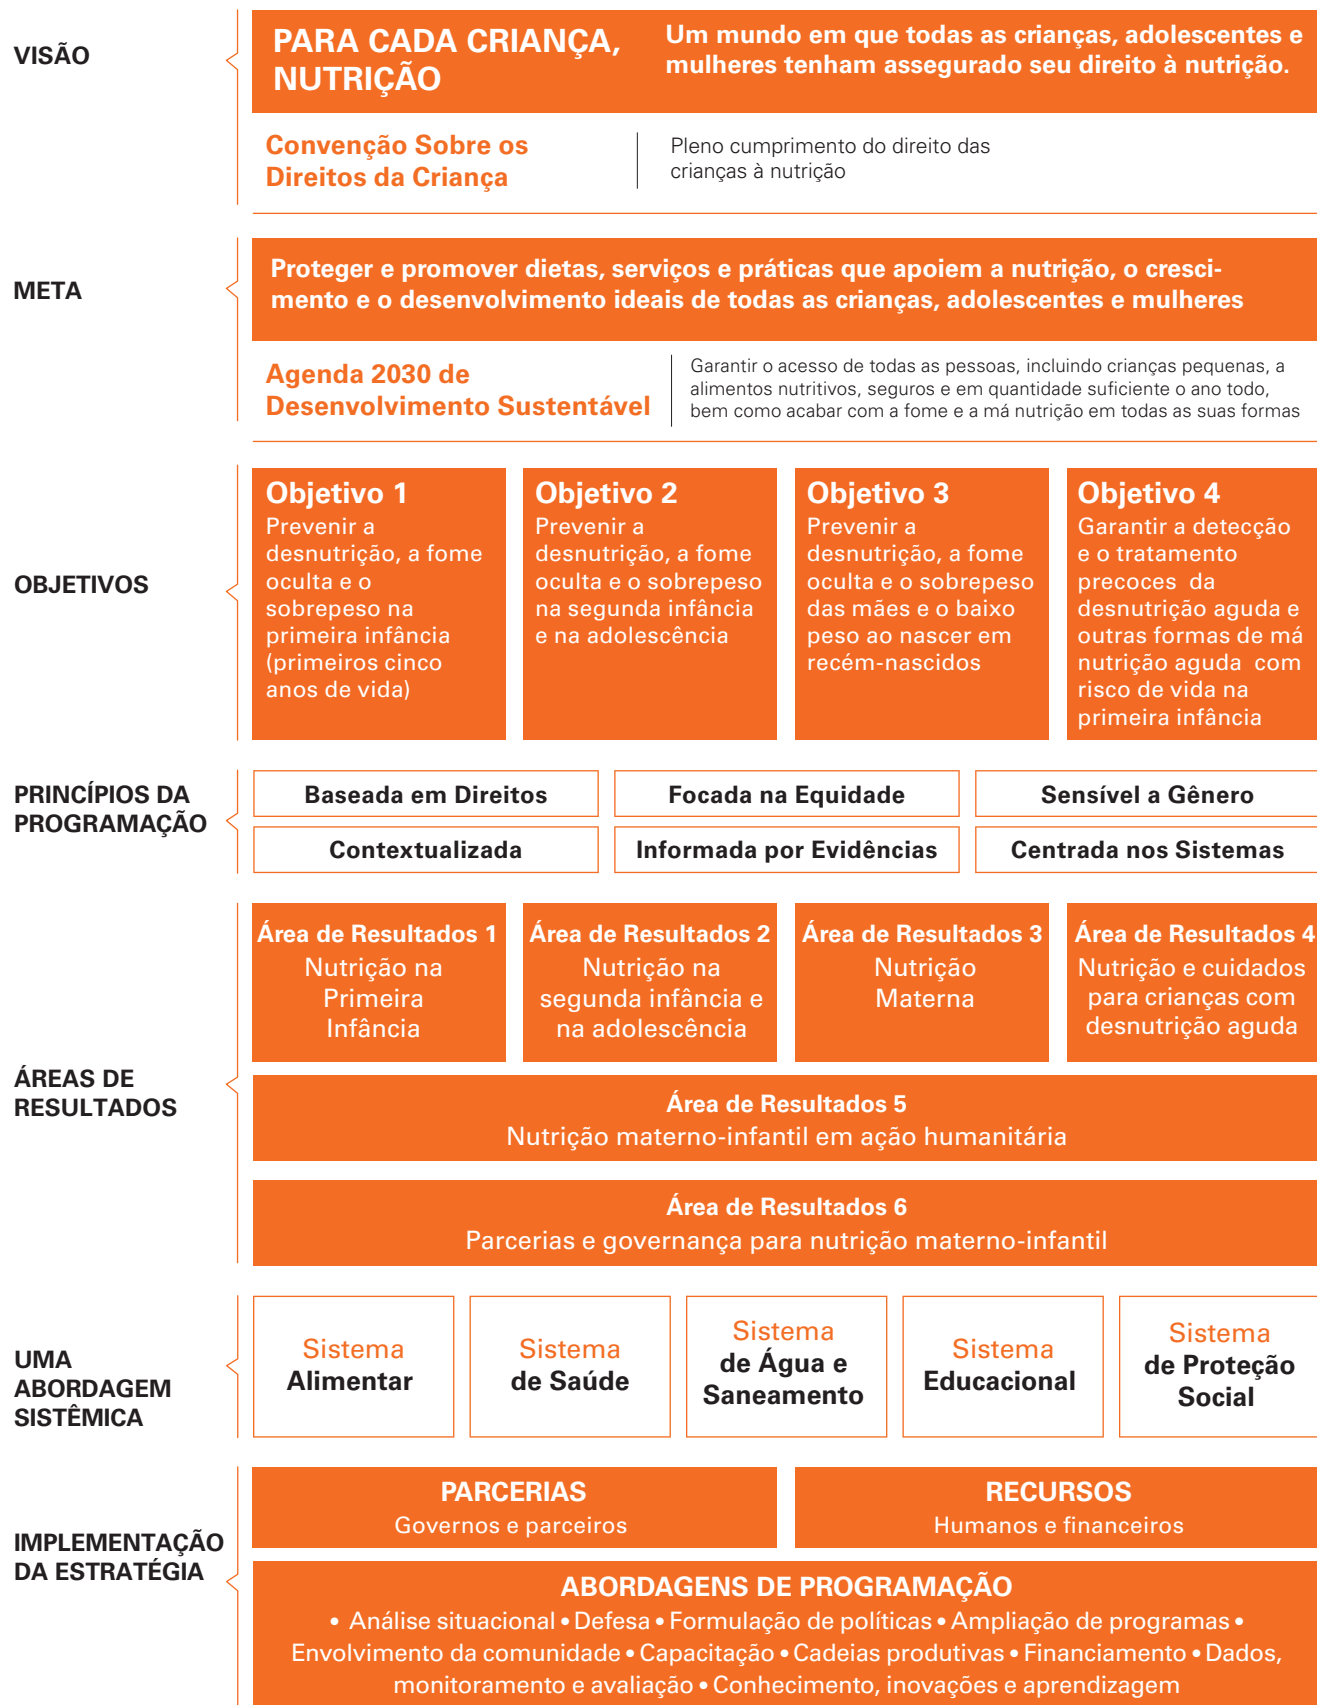 VISÃO
PARA CADA CRIANÇA,
NUTRIÇÃO
Um mundo em que todas as crianças, adolescentes e
mulheres tenham assegurado seu direito à nutrição.
Convenção Sobre os
Direitos da Criança
Pleno cumprimento do direito das
crianças à nutrição
META
Proteger e promover dietas, serviços e práticas que apoiem a nutrição, o cresci-
mento e o desenvolvimento ideais de todas as crianças, adolescentes e mulheres
Agenda 2030 de
Desenvolvimento Sustentável
Garantir o acesso de todas as pessoas, incluindo crianças pequenas, a
alimentos nutritivos, seguros e em quantidade suficiente o ano todo,
bem como acabar com a fome e a má nutrição em todas as suas formas
OBJETIVOS
Objetivo 1
Prevenir a
desnutrição, a fome
oculta e o
sobrepeso na
primeira infância
(primeiros cinco
anos de vida)
Objetivo 2
Prevenir a
desnutrição, a fome
oculta e o sobrepeso
na segunda infância
e na adolescência
Objetivo 3
Prevenir a
desnutrição, a fome
oculta e o sobrepeso
das mães e o baixo
peso ao nascer em
recém-nascidos
Objetivo 4
Garantir a detecção
e o tratamento
precoces da
desnutrição aguda e
outras formas de má
nutrição aguda com
risco de vida na
primeira infância
PRINCÍPIOS DA
PROGRAMAÇÃO
Baseada em Direitos
Focada na Equidade
Sensível a Gênero
Contextualizada
Informada por Evidências
Centrada nos Sistemas
ÁREAS DE
RESULTADOS
Área de Resultados 1
Nutrição na
Primeira
Infância
Área de Resultados 2
Nutrição na
segunda infância e
na adolescência
Área de Resultados 3
Nutrição
Materna
Área de Resultados 4
Nutrição e cuidados
para crianças com
desnutrição aguda
Área de Resultados 5
Nutrição materno-infantil em ação humanitária
Área de Resultados 6
Parcerias e governança para nutrição materno-infantil
UMA
ABORDAGEM
SISTÊMICA
Sistema
Alimentar
Sistema
de Saúde
Sistema
de Água e
Saneamento
Sistema
Educacional
Sistema
de Proteção
Social
IMPLEMENTAÇÃO
DA ESTRATÉGIA
PARCERIAS
Governos e parceiros
RECURSOS
Humanos e financeiros
ABORDAGENS DE PROGRAMAÇÃO
• Análise situacional • Defesa • Formulação de políticas • Ampliação de programas •
Envolvimento da comunidade • Capacitação • Cadeias produtivas • Financiamento • Dados,
monitoramento e avaliação • Conhecimento, inovações e aprendizagem